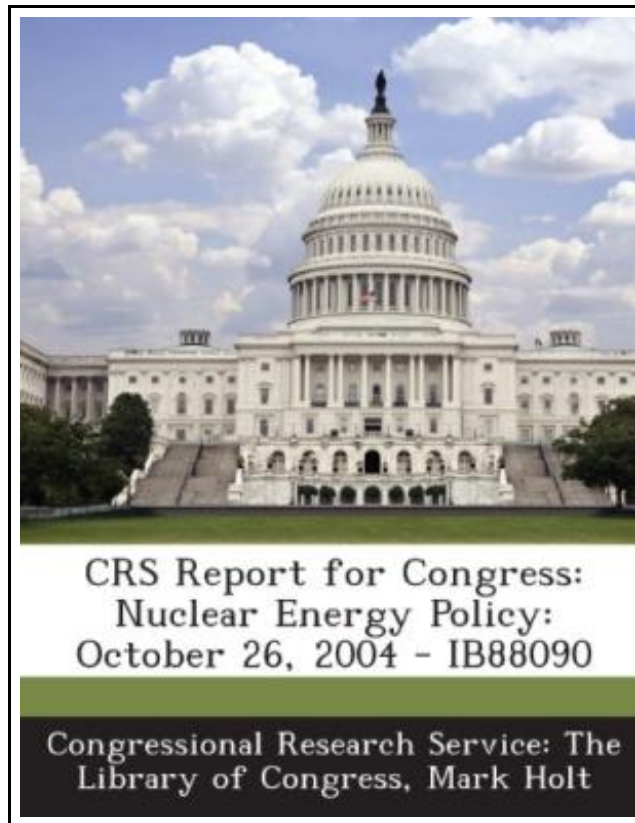 CRS Report for Congress:
Nuclear Energy Policy:
October 26, 2004 - IB88090
Congressional Research Service: The
Library of Congress, Mark Holt